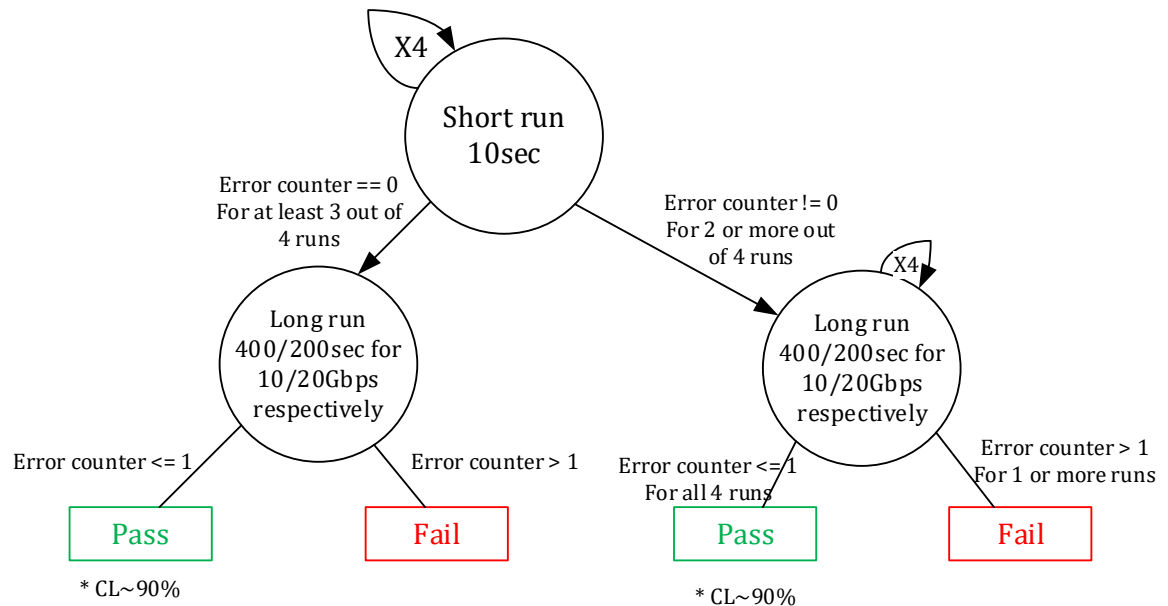 X4
Short run
10sec
Error counter == 0
For at least 3 out of
4 runs
Error counter != 0
For 2 or more out
of 4 runs
X4
Long run
400/200sec for
10/20Gbps
respectively
Long run
400/200sec for
10/20Gbps
respectively
Error counter <= 1
Error counter > 1
Error counter <= 1
For all 4 runs
Error counter > 1
For 1 or more runs
Pass
Fail
Pass
Fail
* CL~90%
* CL~90%